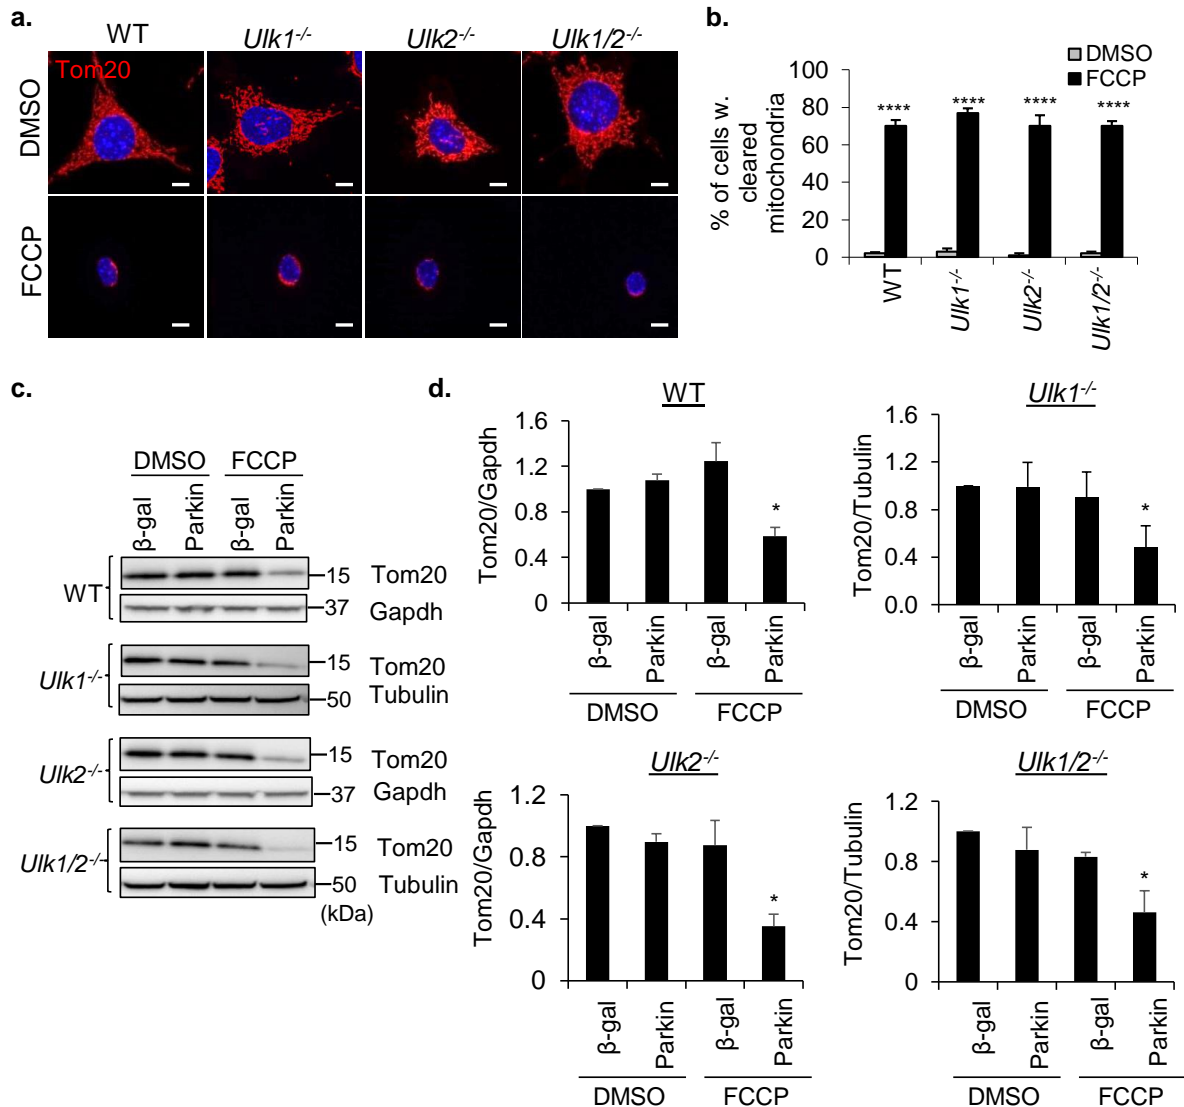 a.
WT
Ulk1-/-
Ulk2-/-
Ulk1/2-/-
Tom20
DMSO
FCCP
b.
DMSO
FCCP
% of cells w.
cleared
mitochondria
100
80
60
40
20
0
****
****
****
****
WT
Ulk1-/-
Ulk2-/-
Ulk1/2-/-
c.
DMSO
FCCP
β-gal
Parkin
β-gal
Parkin
WT
15 Tom20
37 Gapdh
Ulk1-/-
15 Tom20
50 Tubulin
Ulk2-/-
15 Tom20
37 Gapdh
Ulk1/2-/-
15 Tom20
50 Tubulin
(kDa)
d.
WT
Tom20/Gapdh
1.6
1.2
0.8
0.4
0
*
β-gal
Parkin
β-gal
Parkin
DMSO
FCCP
Ulk1-/-
Tom20/Tubulin
1.6
1.2
0.8
0.4
0.0
*
β-gal
Parkin
β-gal
Parkin
DMSO
FCCP
Ulk2-/-
Tom20/Gapdh
1.2
0.8
0.4
0
*
β-gal
Parkin
β-gal
Parkin
DMSO
FCCP
Ulk1/2-/-
Tom20/Tubulin
1.2
0.8
0.4
0
*
β-gal
Parkin
β-gal
Parkin
DMSO
FCCP